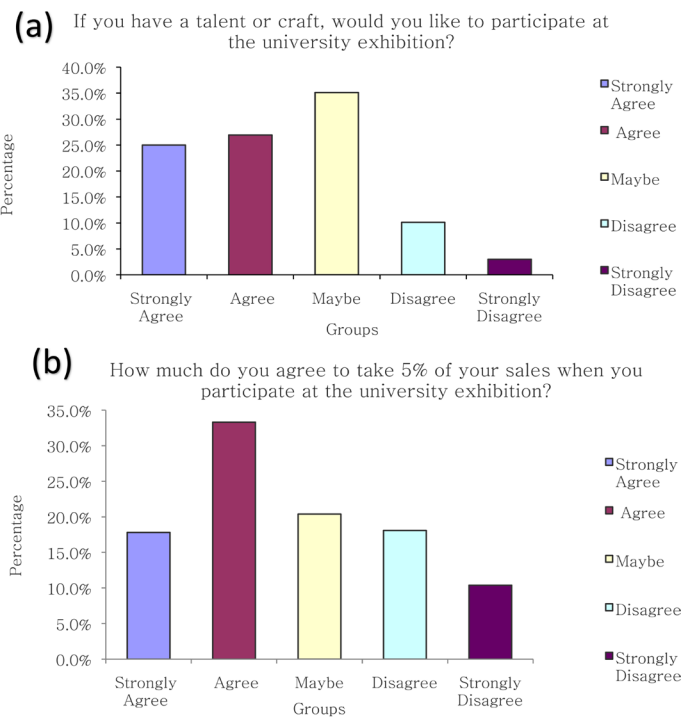 (a)
If you have a talent or craft, would you like to participate at
the university exhibition?
40.0%
35.0%
30.0%
25.0%
20.0%
15.0%
10.0%
5.0%
0.0%
Percentage
Strongly
Agree
Agree
Maybe
Disagree
Strongly
Disagree
Groups
Strongly
Agree
Agree
Maybe
Disagree
Strongly
Disagree
(b)
How much do you agree to take 5% of your sales when you
participate at the university exhibition?
35.0%
30.0%
25.0%
20.0%
15.0%
10.0%
5.0%
0.0%
Percentage
Strongly
Agree
Agree
Maybe
Disagree
Strongly
Disagree
Groups
Strongly
Agree
Agree
Maybe
Disagree
Strongly
Disagree